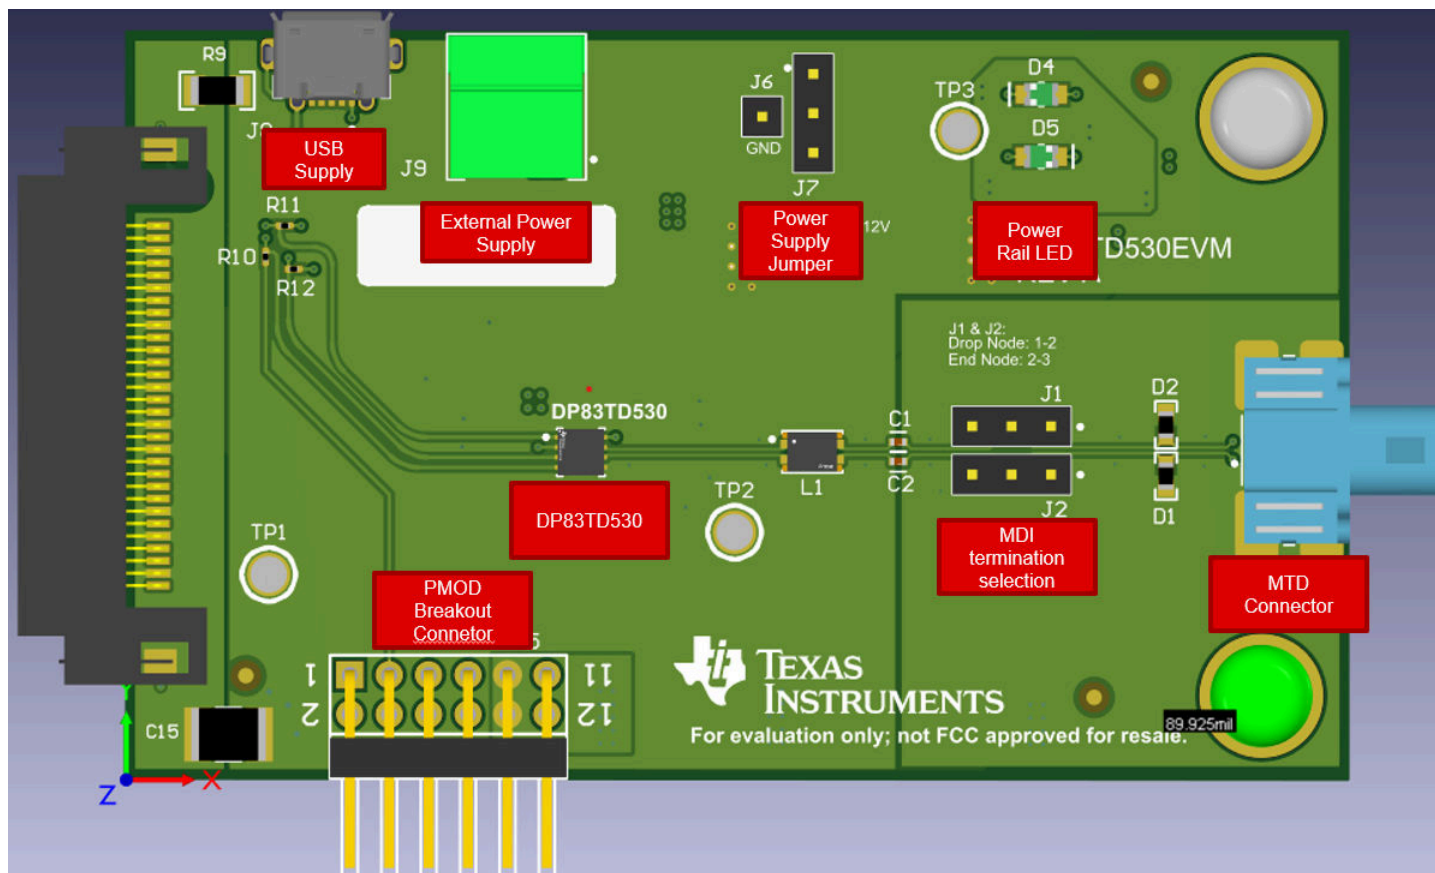 R9
D4
J6
TP3
GND
D5
USB
Supply
J9
J7
R11
External Power
Supply
Power
Supply
Jumper
12V
Power
Rail LED
TD530EVM
R10
R12
J1 & J2:
Drop Node: 1-2
End Node: 2-3
D2
J1
DP83TD530
C1
C2
L1
TP2
J2
D1
DP83TD530
TP1
MDI
termination
selection
PMOD
Breakout
Connetor
MTD
Connector
1
11
2
12
TEXAS
INSTRUMENTS
For evaluation only; not FCC approved for resale.
89.925mil
C15
Z
X